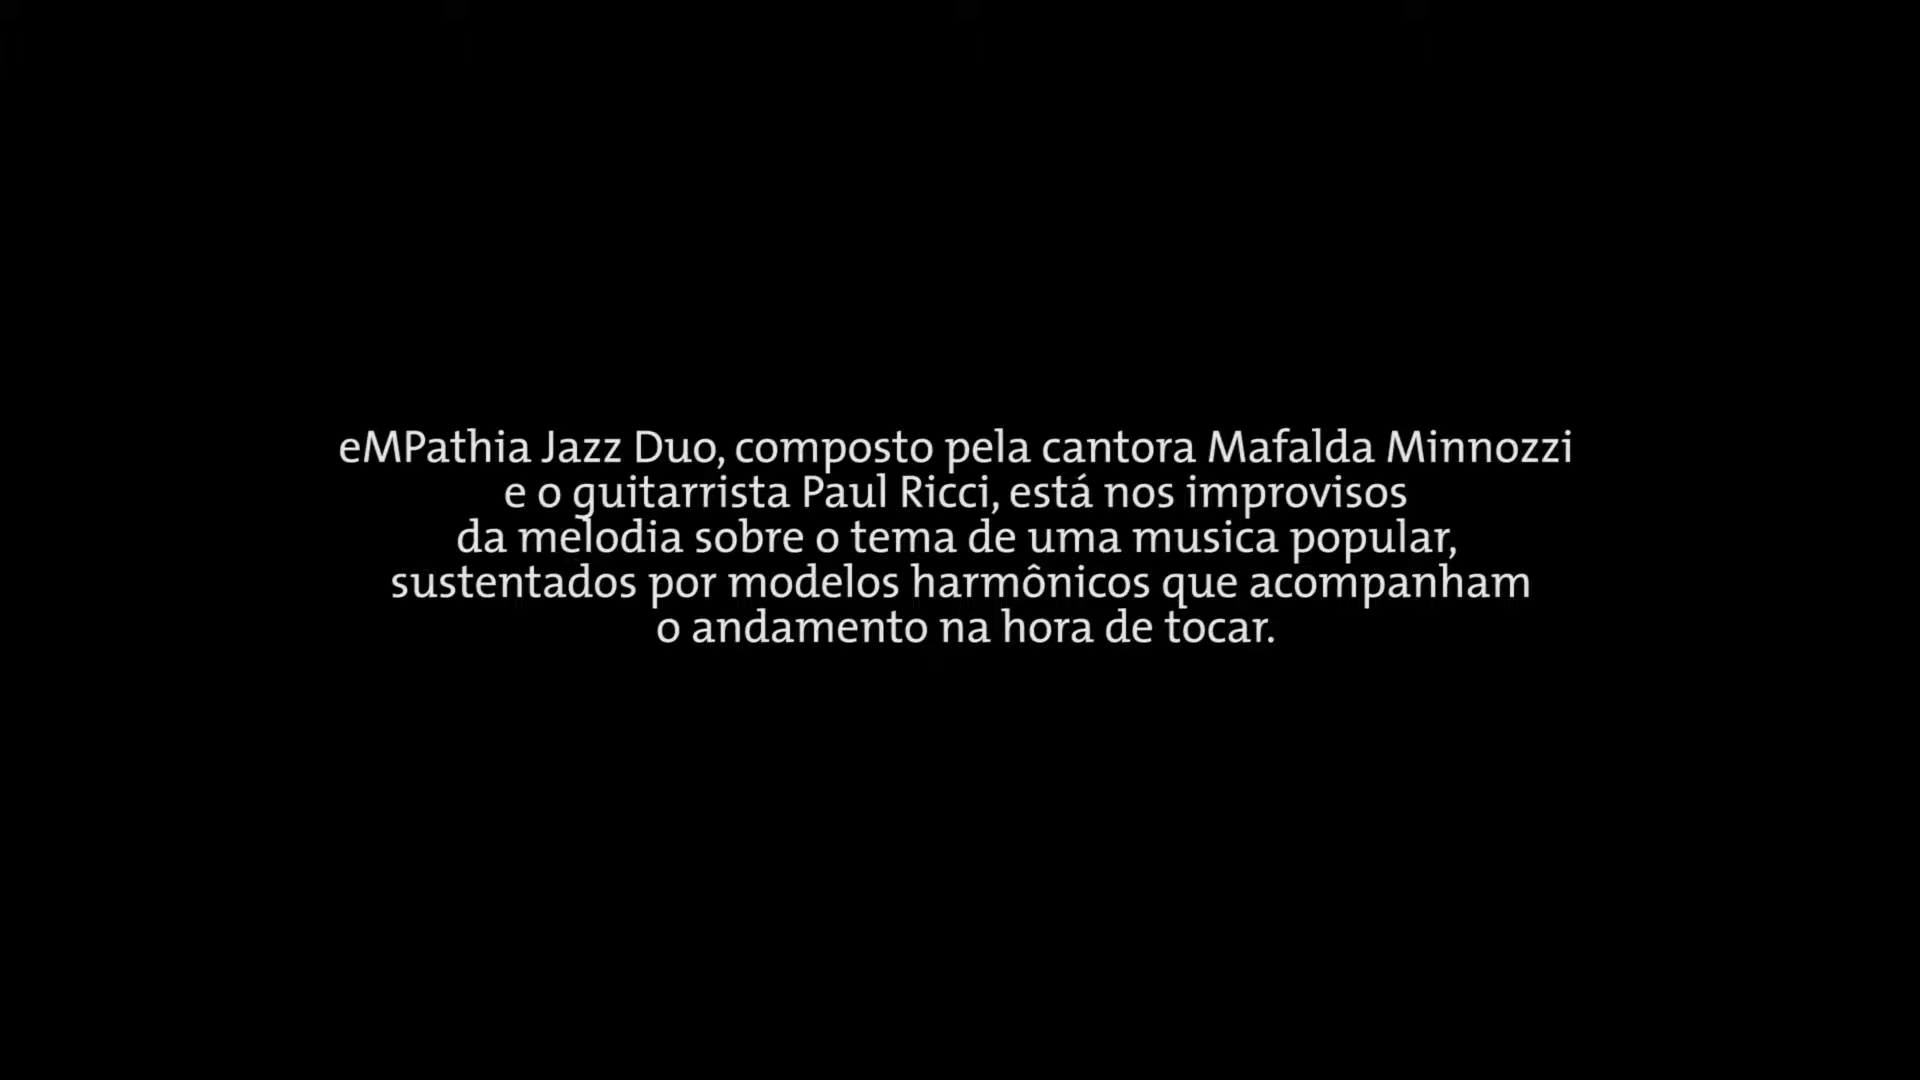 eMPathia Jazz Duo, composto pela cantora Mafalda Minnozzi
e o guitarrista Paul Ricci, está nos improvisos
da melodia sobre o tema de uma musica popular,
sustentados por modelos harmônicos que acompanham
o andamento na hora de tocar.